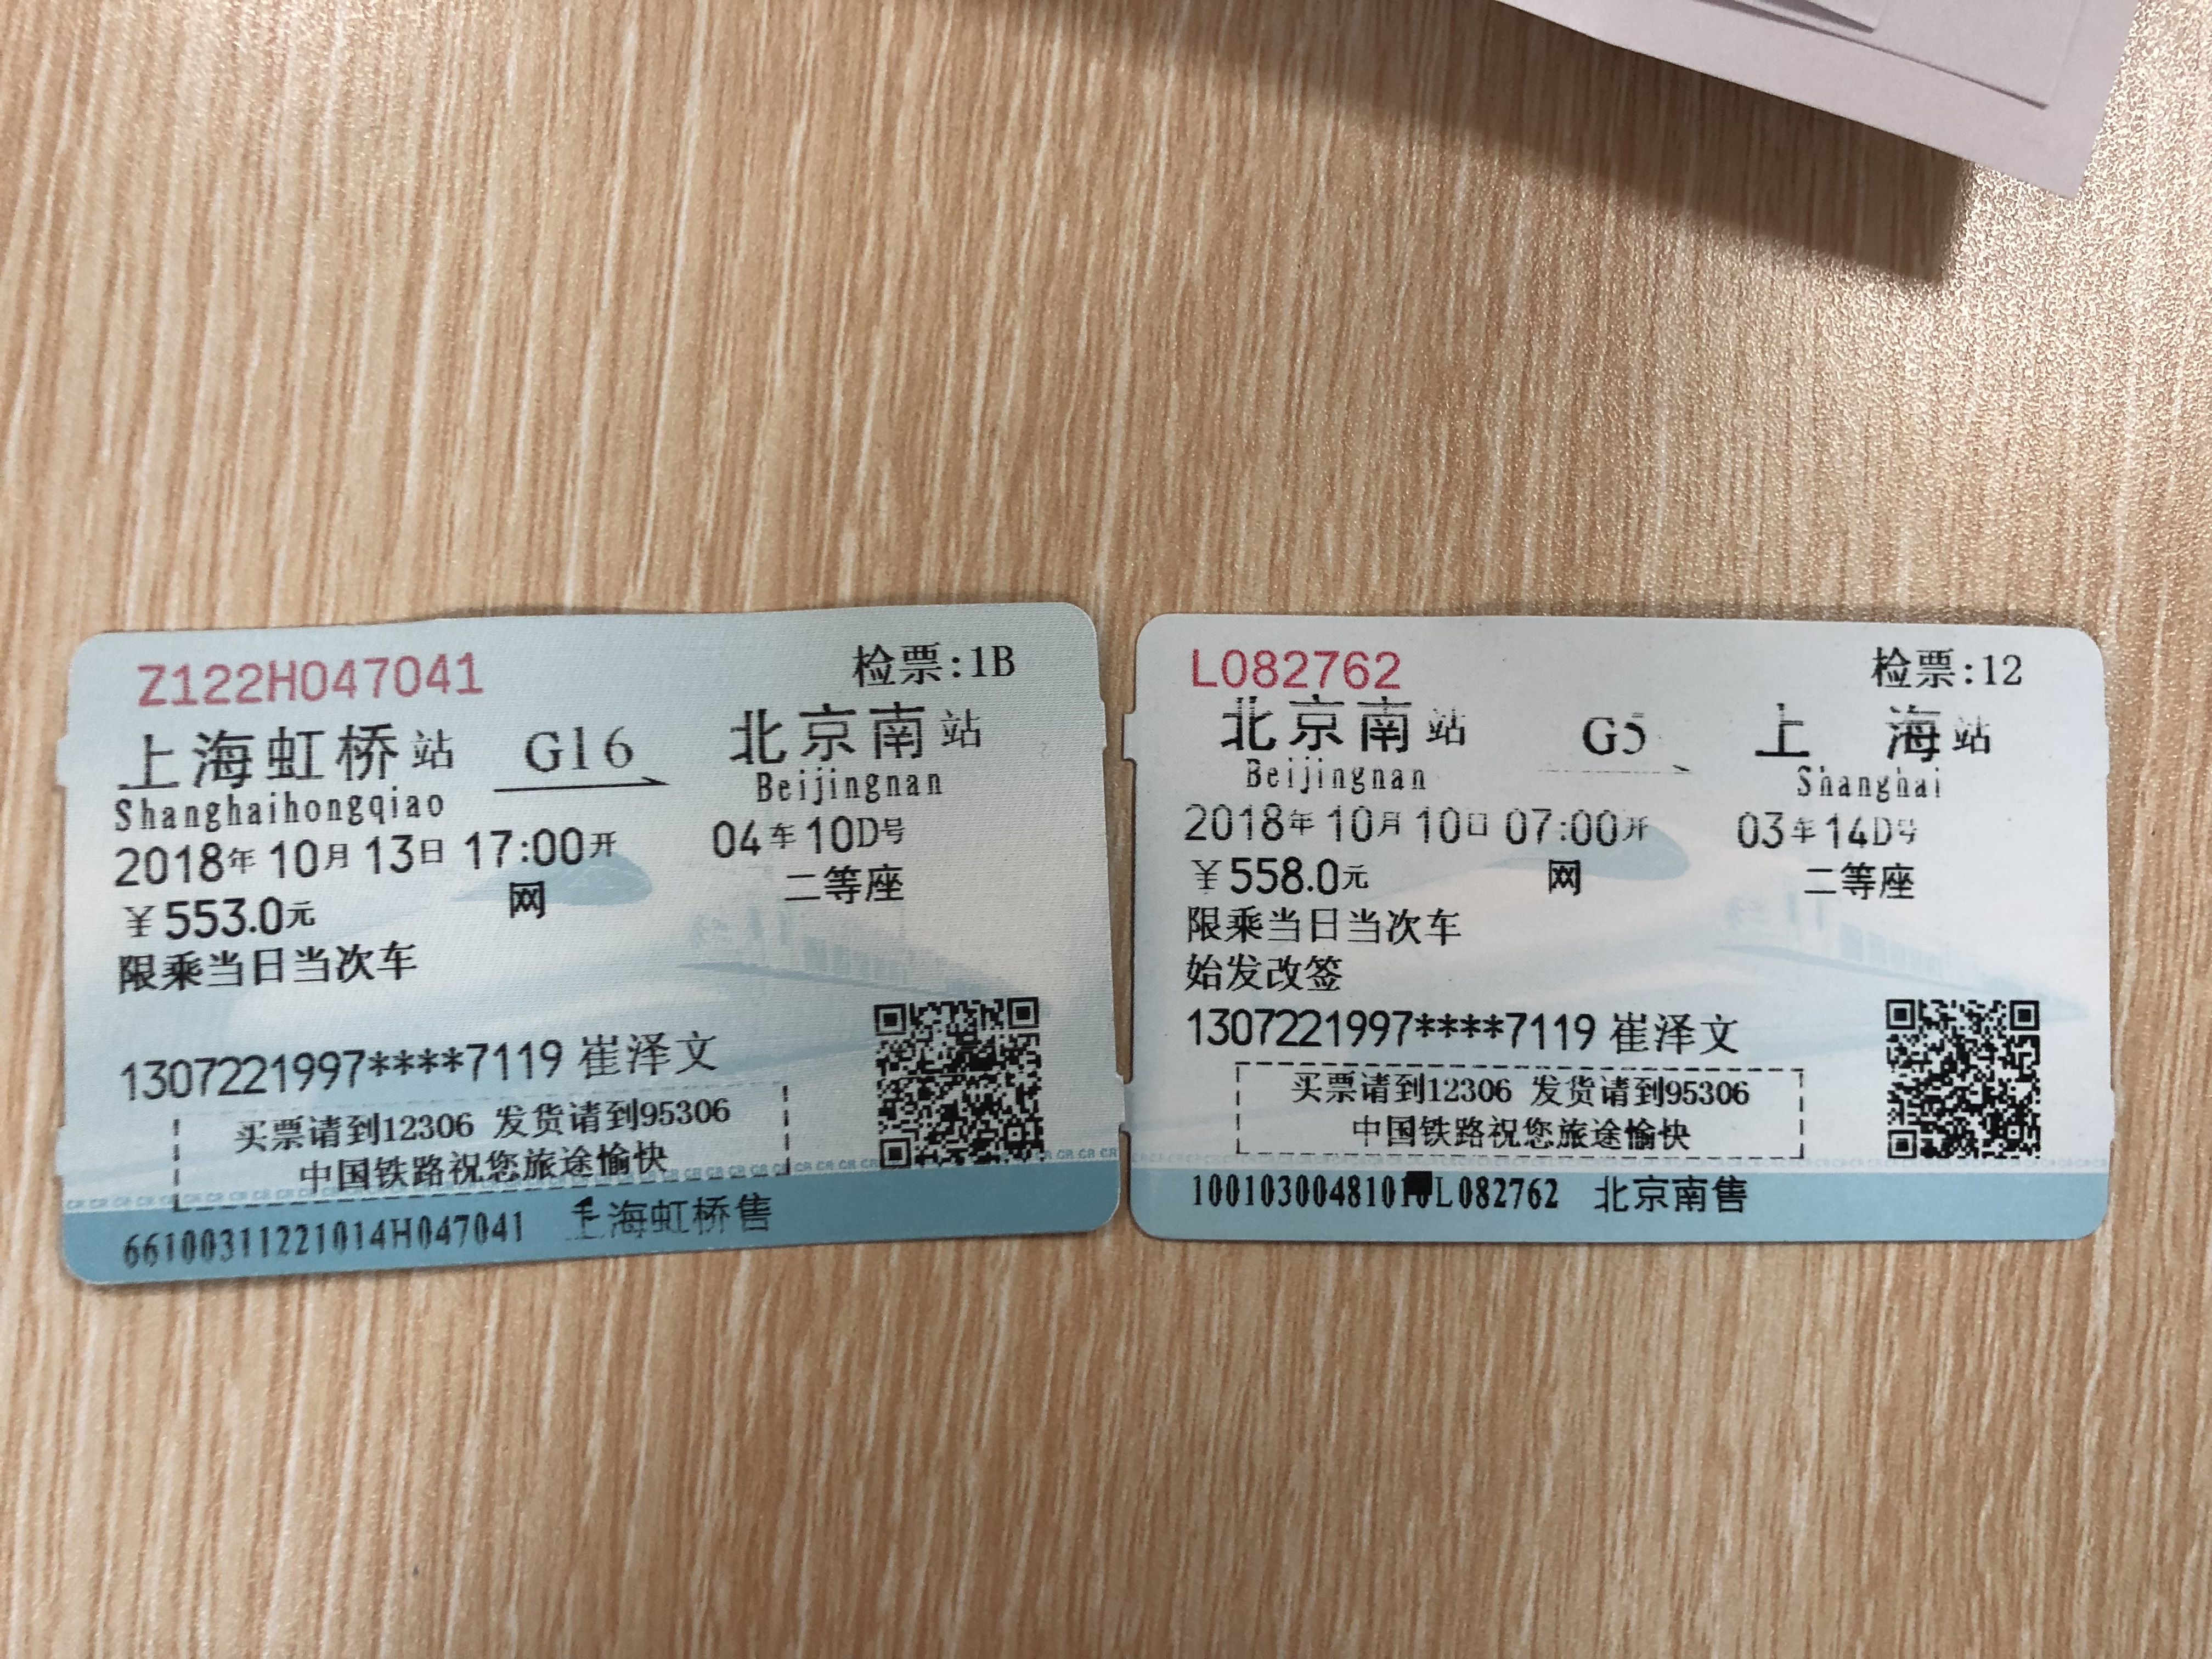 Z122H047041 检票:1B
上海虹桥站 G16 北京南站
Shanghaihongqiao Beijingnan
2018年10月13日17:00开 04车10D号
￥553.0元 网 二等座
限乘当日当次车
1307221997****7119 崔泽文
买票请到12306 发货请到95306
中国铁路祝您旅途愉快
66100311221014H047041 上海虹桥售
L082762 检票:12
北京南站 G5 上海站
Beijingnan Shanghai
2018年10月10日07:00开 03车14D号
￥558.0元 网 二等座
限乘当日当次车
始发改签
1307221997****7119 崔泽文
买票请到12306 发货请到95306
中国铁路祝您旅途愉快
北京南售